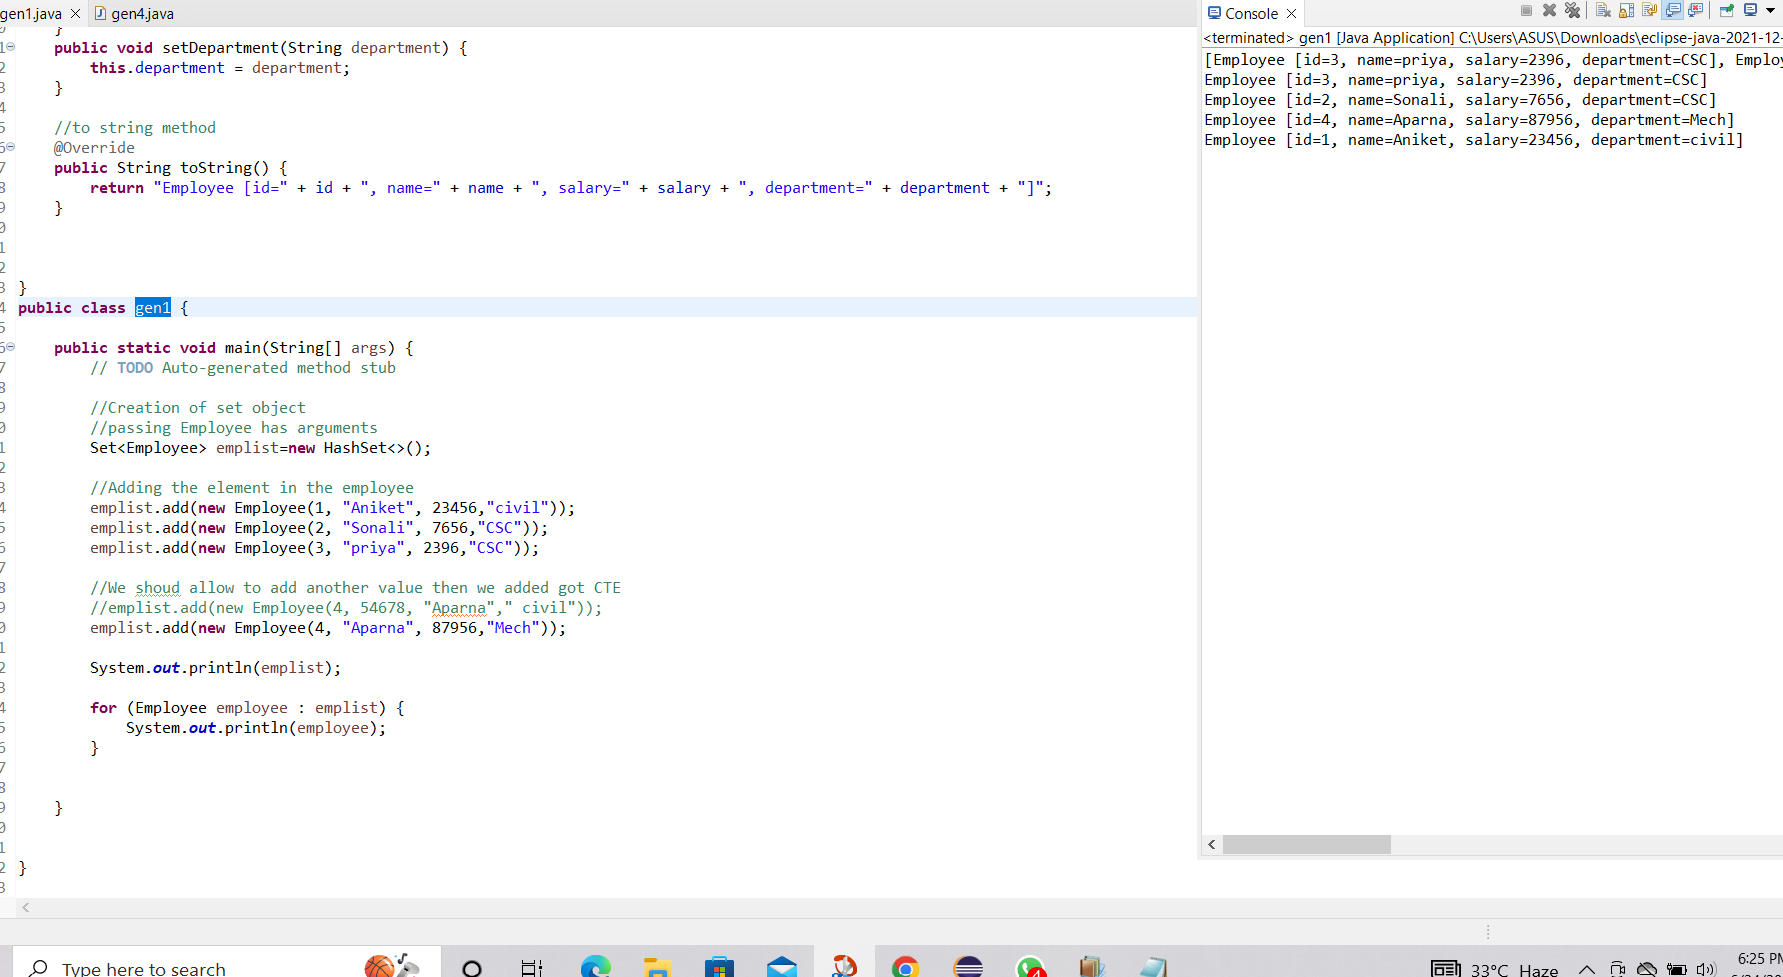 gen1.java
gen4.java
}
public void setDepartment(String department) {
this.department = department;
}
//to string method
@Override
public String toString() {
return "Employee [id=" + id + ", name=" + name + ", salary=" + salary + ", department=" + department + "]";
}
}
public class gen1 {
public static void main(String[] args) {
// TODO Auto-generated method stub
//Creation of set object
//passing Employee has arguments
Set<Employee> emplist=new HashSet<>();
//Adding the element in the employee
emplist.add(new Employee(1, "Aniket", 23456,"civil"));
emplist.add(new Employee(2, "Sonali", 7656,"CSC"));
emplist.add(new Employee(3, "priya", 2396,"CSC"));
//We shoud allow to add another value then we added got CTE
//emplist.add(new Employee(4, 54678, "Aparna"," civil"));
emplist.add(new Employee(4, "Aparna", 87956,"Mech"));
System.out.println(emplist);
for (Employee employee : emplist) {
System.out.println(employee);
}
}
}
Console
<terminated> gen1 [Java Application] C:\Users\ASUS\Downloads\eclipse-java-2021-12-
[Employee [id=3, name=priya, salary=2396, department=CSC], Employ
Employee [id=3, name=priya, salary=2396, department=CSC]
Employee [id=2, name=Sonali, salary=7656, department=CSC]
Employee [id=4, name=Aparna, salary=87956, department=Mech]
Employee [id=1, name=Aniket, salary=23456, department=civil]
Type here to search
4
33°C Haze
6:25 PM